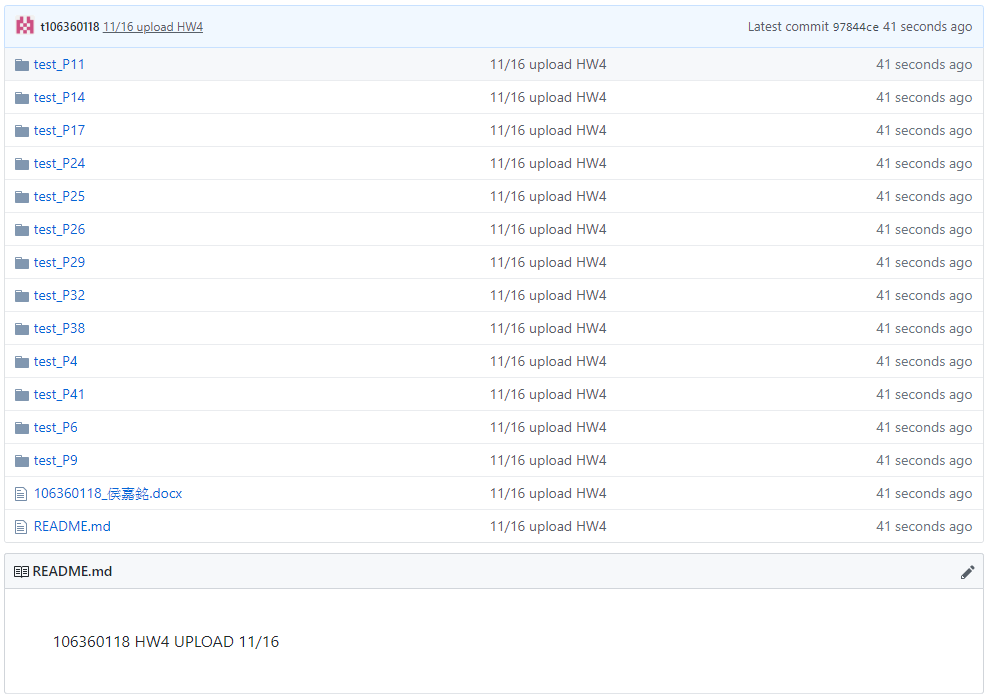 t106360118 11/16 upload HW4 Latest commit 97844ce 41 seconds ago
test_P11 11/16 upload HW4 41 seconds ago
test_P14 11/16 upload HW4 41 seconds ago
test_P17 11/16 upload HW4 41 seconds ago
test_P24 11/16 upload HW4 41 seconds ago
test_P25 11/16 upload HW4 41 seconds ago
test_P26 11/16 upload HW4 41 seconds ago
test_P29 11/16 upload HW4 41 seconds ago
test_P32 11/16 upload HW4 41 seconds ago
test_P38 11/16 upload HW4 41 seconds ago
test_P4 11/16 upload HW4 41 seconds ago
test_P41 11/16 upload HW4 41 seconds ago
test_P6 11/16 upload HW4 41 seconds ago
test_P9 11/16 upload HW4 41 seconds ago
106360118_侯嘉銘.docx 11/16 upload HW4 41 seconds ago
README.md 11/16 upload HW4 41 seconds ago
README.md
106360118 HW4 UPLOAD 11/16